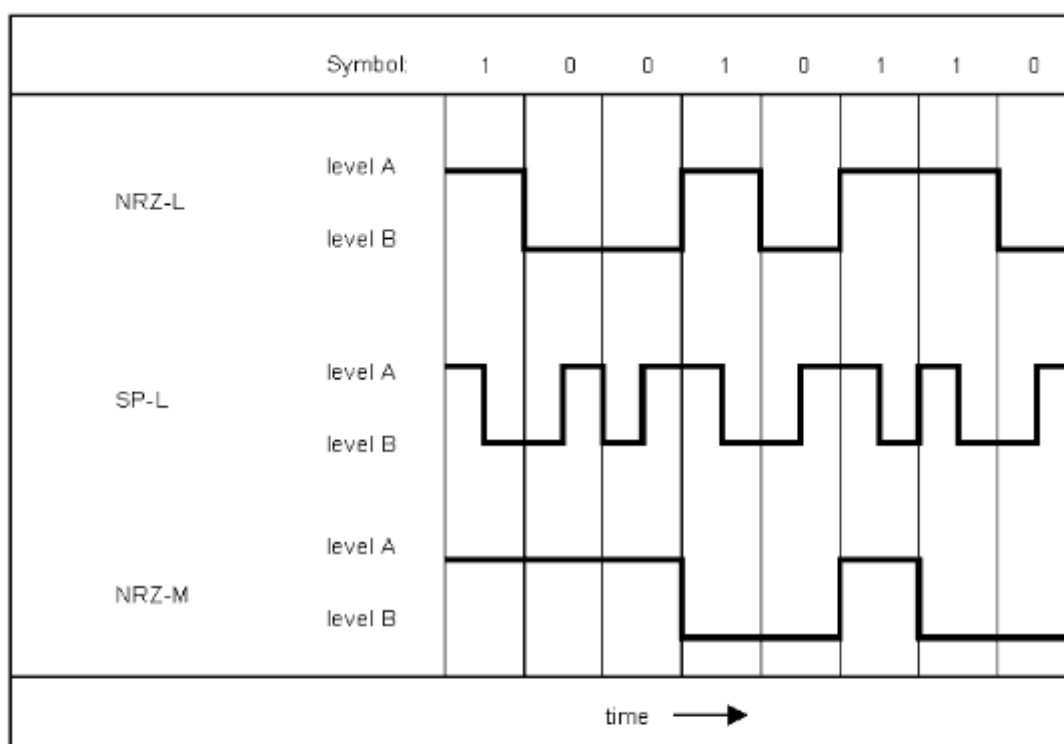 Symbol: 1 0 0 1 0 1 1 0
level A
NRZ-L
level B
level A
SP-L
level B
level A
NRZ-M
level B
time